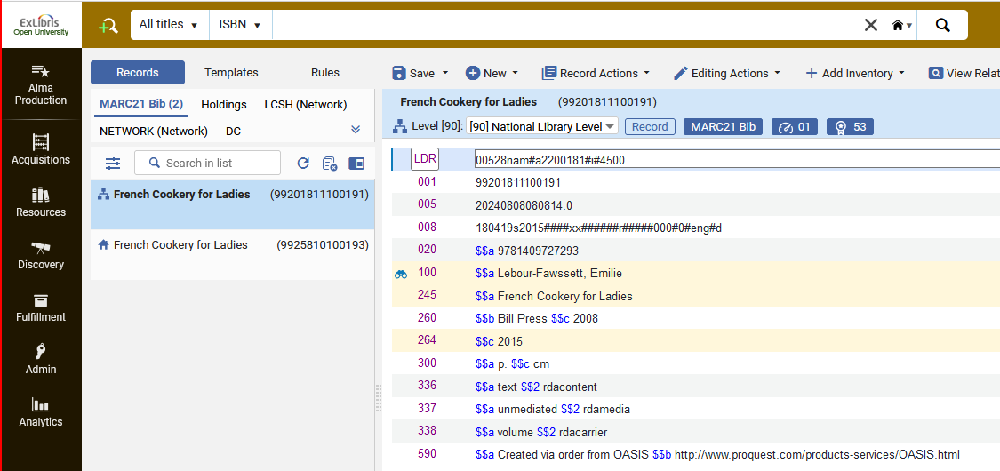 ExLibris
Open University
All titles ISBN
Alma
Production
Acquisitions
Resources
Discovery
Fulfillment
Admin
Analytics
Records Templates Rules
MARC21 Bib (2) Holdings LCSH (Network)
NETWORK (Network) DC
Search in list
French Cookery for Ladies (99201811100191)
French Cookery for Ladies (9925810100193)
Save New Record Actions Editing Actions Add Inventory View Relat
French Cookery for Ladies (99201811100191)
Level [90]: [90] National Library Level Record MARC21 Bib 01 53
LDR 00528nam#a2200181#i#4500
001 99201811100191
005 20240808080814.0
008 180419s2015####xx######r#####000#0#eng#d
020 $$a 9781409727293
100 $$a Lebour-Fawssett, Emilie
245 $$a French Cookery for Ladies
260 $$b Bill Press $$c 2008
264 $$c 2015
300 $$a p. $$c cm
336 $$a text $$2 rdacontent
337 $$a unmediated $$2 rdamedia
338 $$a volume $$2 rdacarrier
590 $$a Created via order from OASIS $$b http://www.proquest.com/products-services/OASIS.html